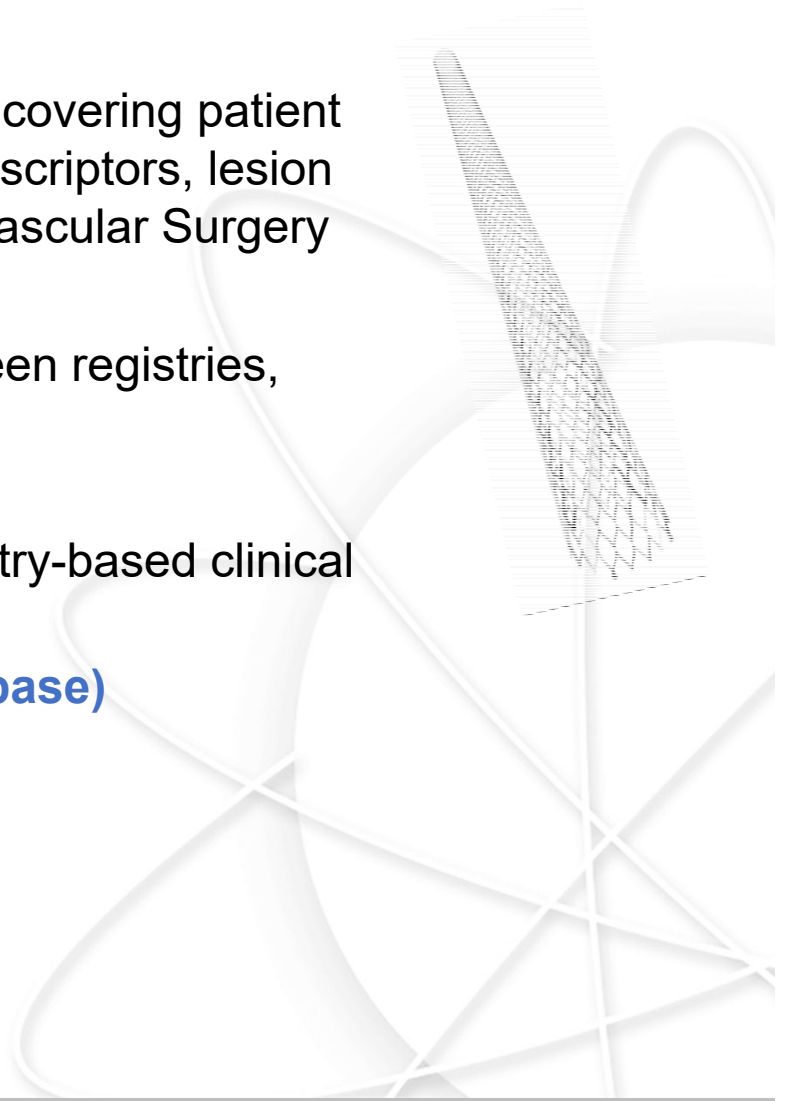 covering patient
scriptors, lesion
ascular Surgery
een registries,
try-based clinical
base)